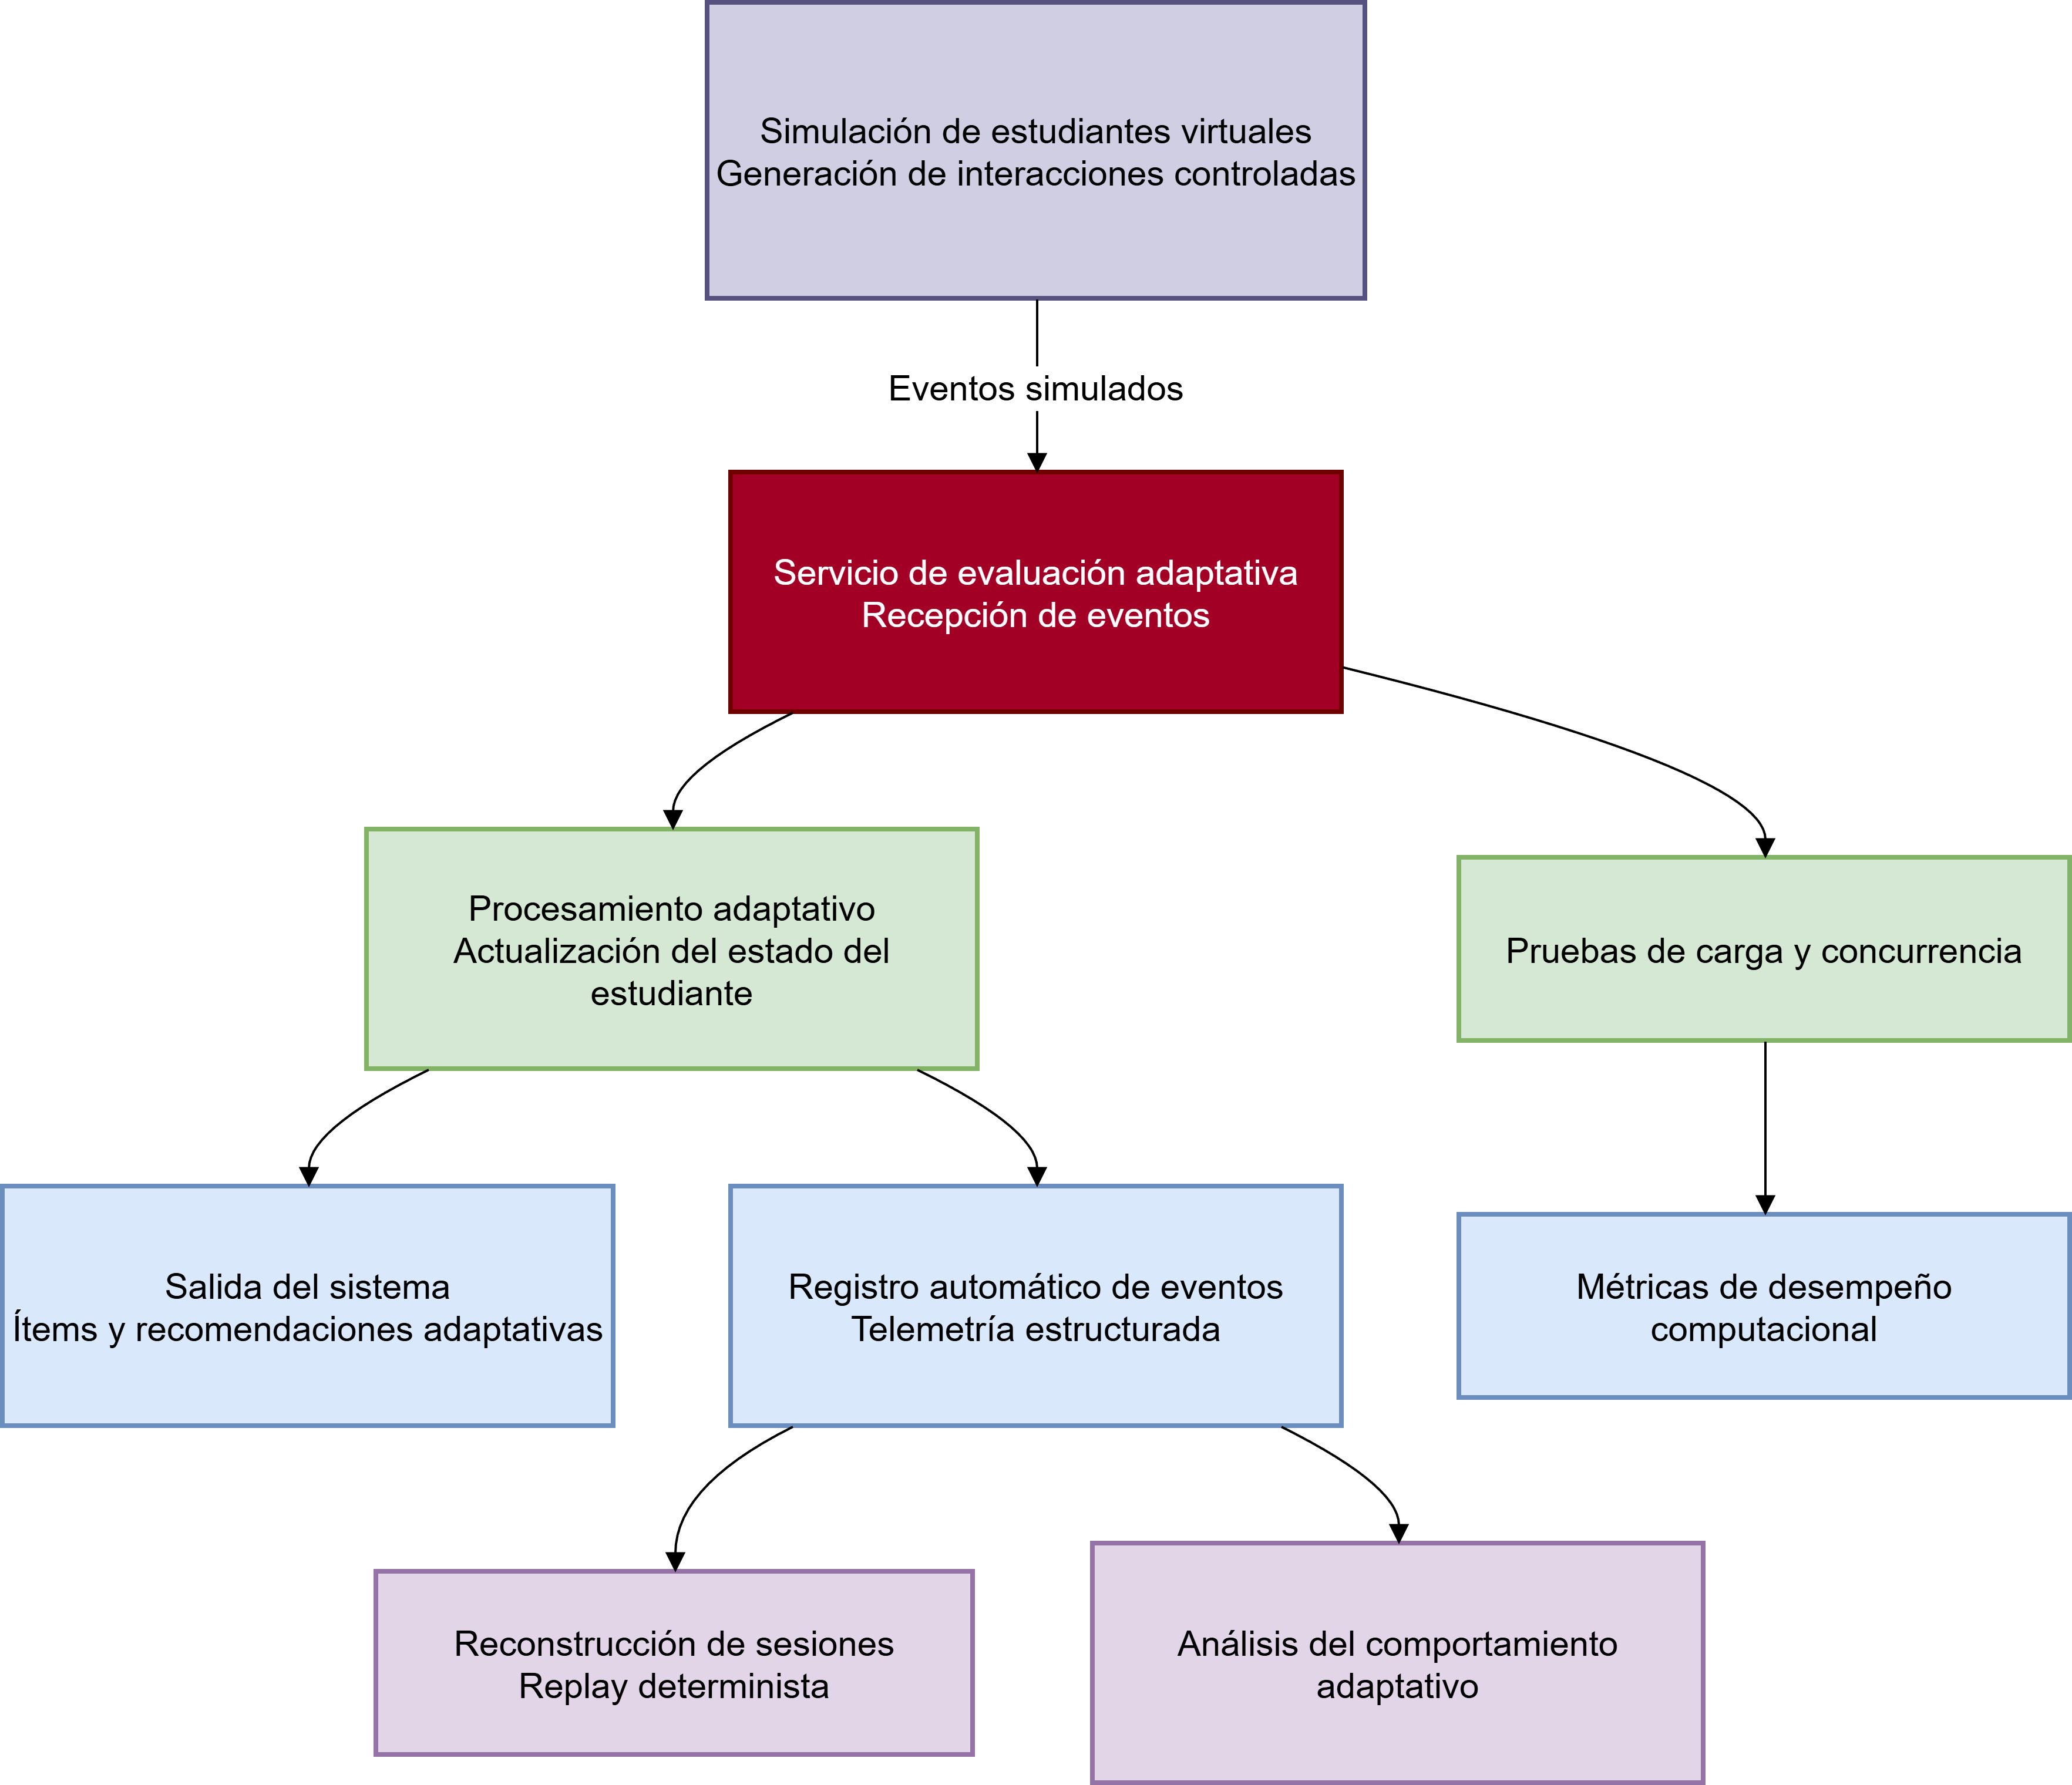 Simulación de estudiantes virtuales
Generación de interacciones controladas
Eventos simulados
Servicio de evaluación adaptativa
Recepción de eventos
Procesamiento adaptativo
Actualización del estado del
estudiante
Pruebas de carga y concurrencia
Salida del sistema
Ítems y recomendaciones adaptativas
Registro automático de eventos
Telemetría estructurada
Métricas de desempeño
computacional
Reconstrucción de sesiones
Replay determinista
Análisis del comportamiento
adaptativo